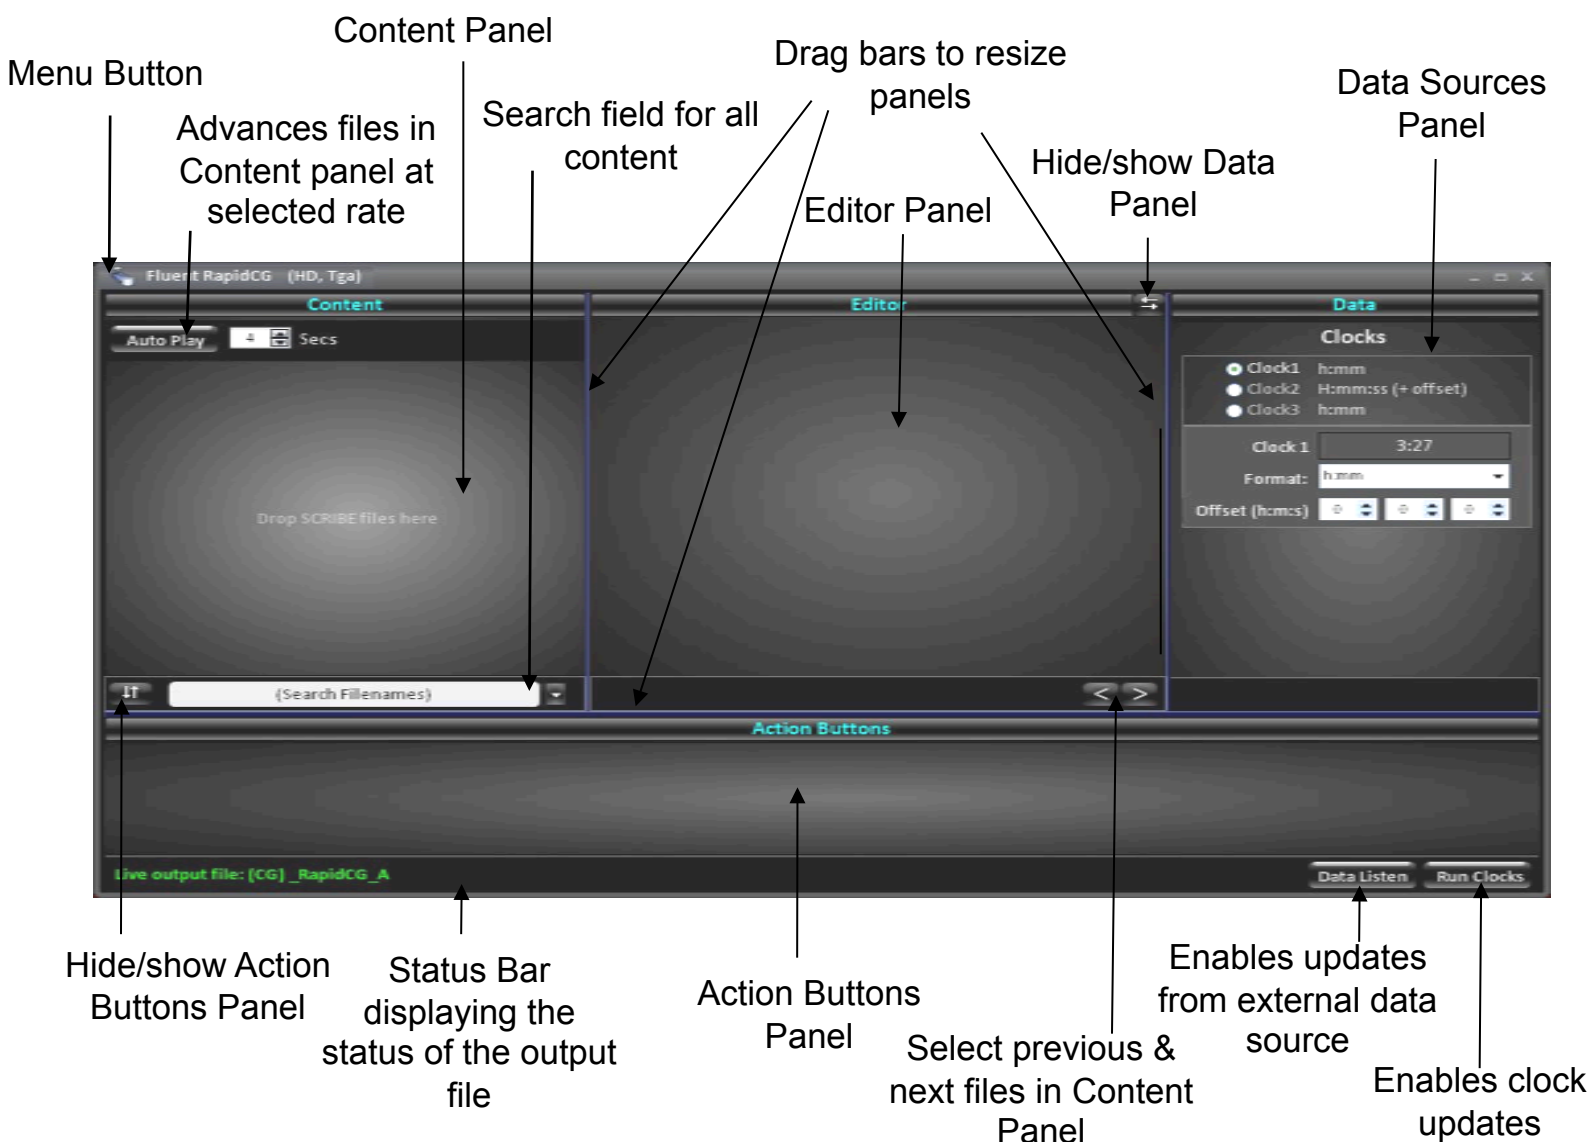 Content Panel
Menu Button
Drag bars to resize
panels
Data Sources
Panel
Advances files in
Content panel at
selected rate
Search field for all
content
Hide/show Data
Panel
Editor Panel
Fluent RapidCG (HD, Tga)
Content
Editor
Data
Auto Play
4
Secs
Clocks
Clock1 h:mm
Clock2 H:mm:ss (+ offset)
Clock3 h:mm
Clock 1 3:27
Format: h:mm
Offset (h:m:s) 0 0 0
Drop SCRIBE files here
(Search Filenames)
< >
Action Buttons
Live output file: [CG] _RapidCG_A
Data Listen
Run Clocks
Hide/show Action
Buttons Panel
Status Bar
displaying the
status of the output
file
Action Buttons
Panel
Select previous &
next files in Content
Panel
Enables updates
from external data
source
Enables clock
updates